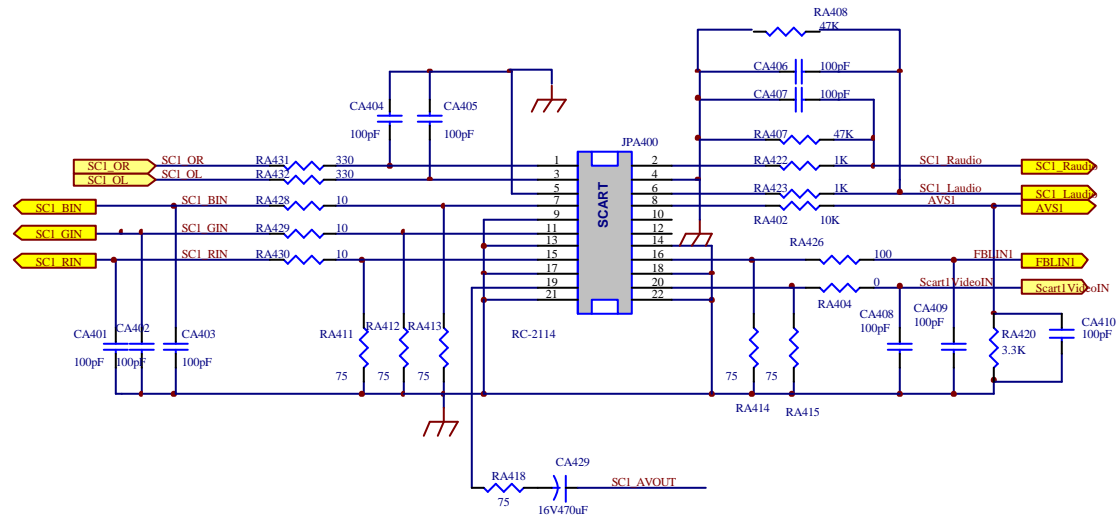 RA408
47K
CA406
100pF
CA407
100pF
CA404
100pF
CA405
100pF
JPA400
RA407
47K
SC1_OR
SC1_OR
RA431
330
1
2
RA422
1K
SC1_Raudio
SC1_Raudio
SC1_OL
SC1_OL
RA432
330
3
4
5
6
RA423
1K
SC1_Laudio
SC1_Laudio
SC1_BIN
SC1_BIN
RA428
10
7
8
RA402
10K
AVS1
AVS1
SCART
9
10
SC1_GIN
SC1_GIN
RA429
10
11
12
13
14
RA426
100
SC1_RIN
SC1_RIN
RA430
10
15
16
FBLIN1
FBLIN1
17
18
19
20
RA404
0
Scart1VideoIN
Scart1VideoIN
21
22
CA401
100pF
CA402
100pF
CA403
100pF
RA411
75
RA412
75
RA413
75
RC-2114
75
RA414
75
RA415
CA408
100pF
CA409
100pF
RA420
3.3K
CA410
100pF
RA418
75
CA429
16V470uF
SC1_AVOUT